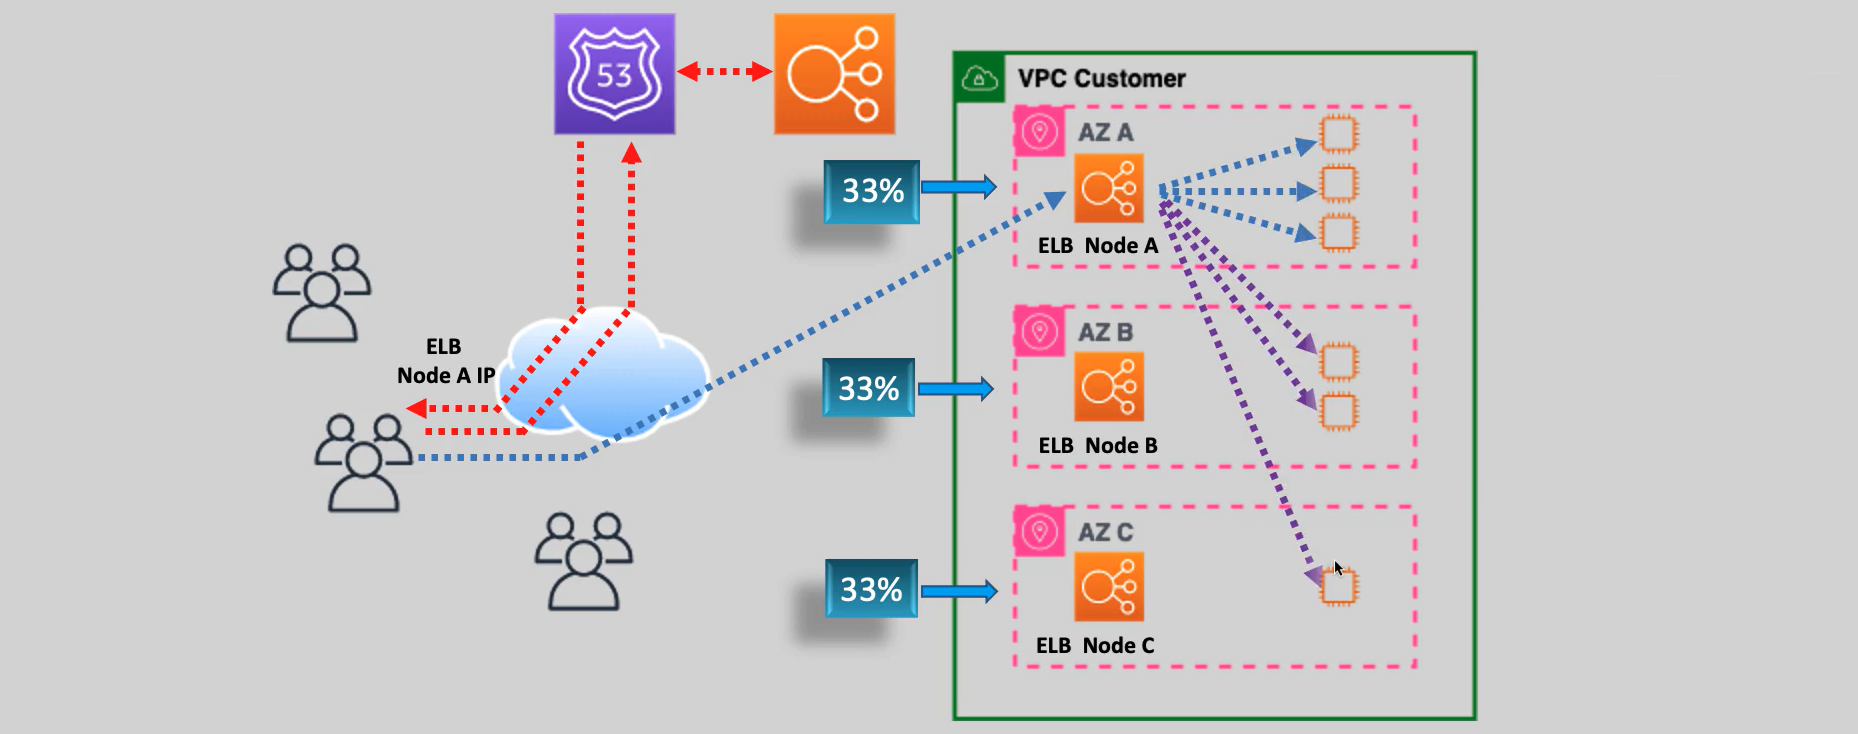 53
VPC Customer
AZ A
33%
ELB Node A
AZ B
ELB
Node A IP
33%
ELB Node B
AZ C
33%
ELB Node C